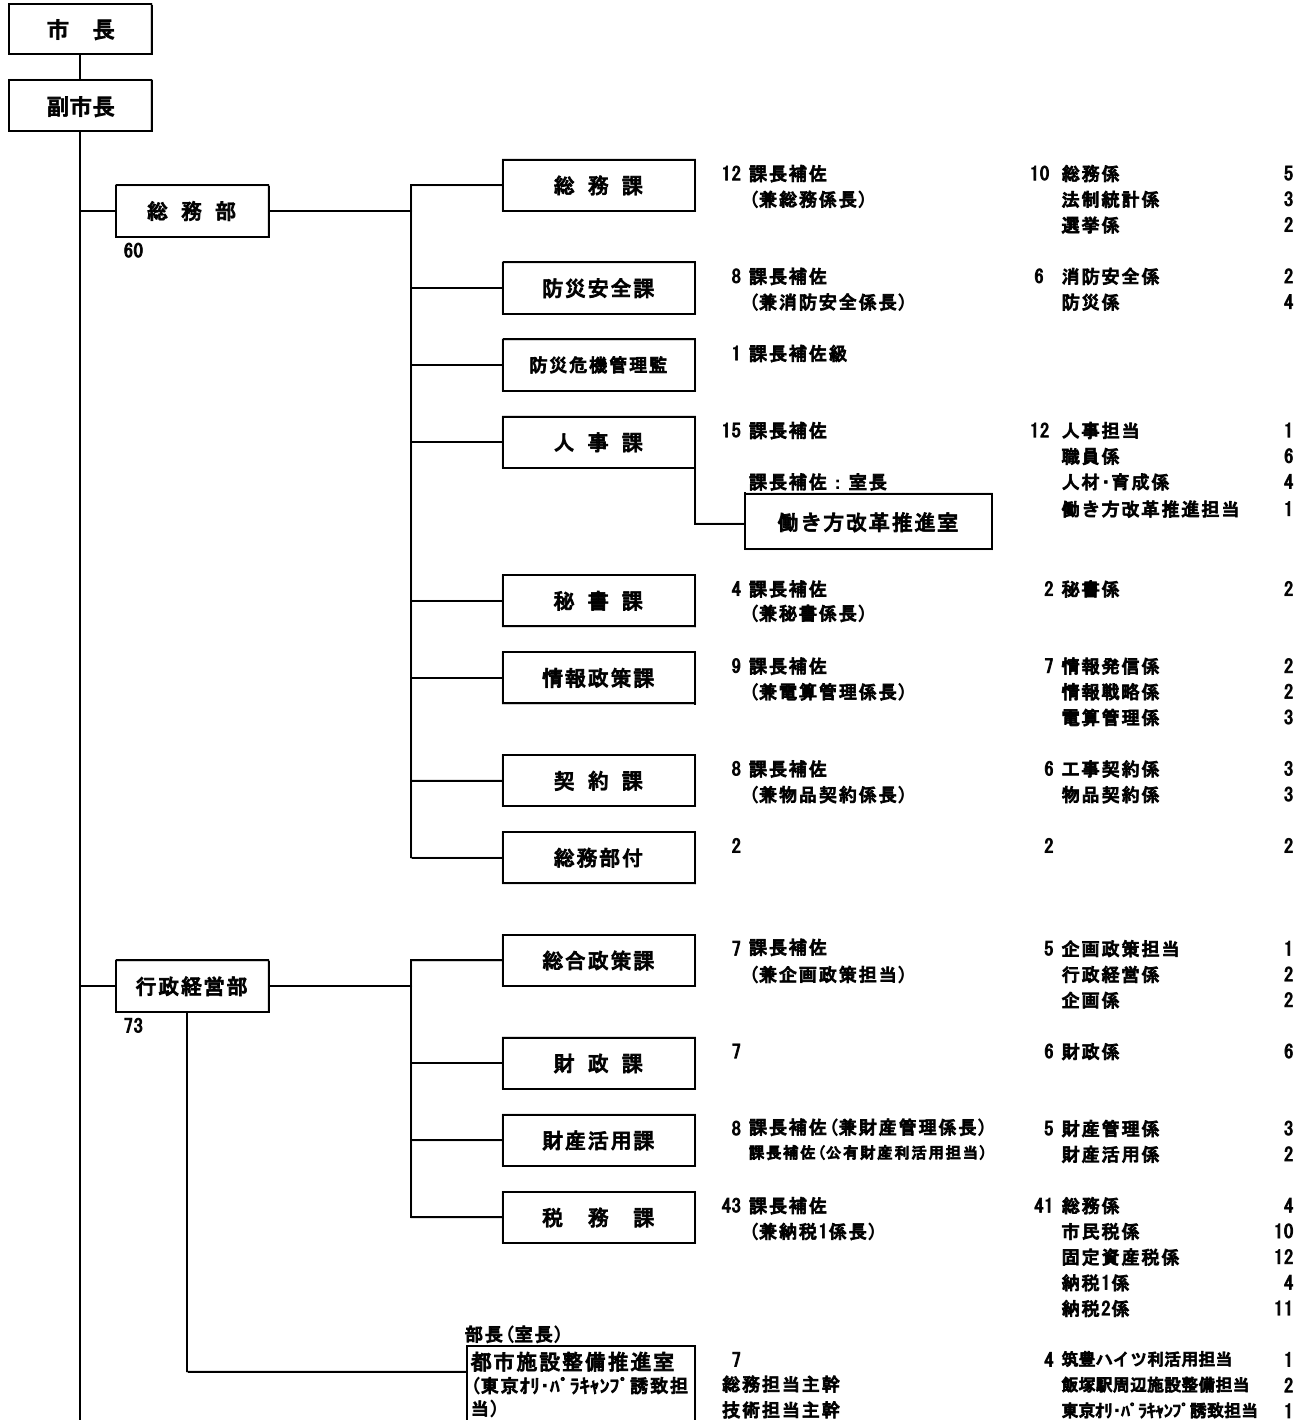 市　長
副市長
総 務 部
60
総 務 課
12 課長補佐
(兼総務係長)
10 総務係 5
法制統計係 3
選挙係 2
防災安全課
8 課長補佐
(兼消防安全係長)
6 消防安全係 2
防災係 4
防災危機管理監
1 課長補佐級
人 事 課
15 課長補佐
課長補佐：室長
働き方改革推進室
12 人事担当 1
職員係 6
人材･育成係 4
働き方改革推進担当 1
秘 書 課
4 課長補佐
(兼秘書係長)
2 秘書係 2
情報政策課
9 課長補佐
(兼電算管理係長)
7 情報発信係 2
情報戦略係 2
電算管理係 3
契 約 課
8 課長補佐
(兼物品契約係長)
6 工事契約係 3
物品契約係 3
総務部付
2 2 2
行政経営部
73
総合政策課
7 課長補佐
(兼企画政策担当)
5 企画政策担当 1
行政経営係 2
企画係 2
財 政 課
7
6 財政係 6
財産活用課
8 課長補佐(兼財産管理係長)
課長補佐(公有財産利活用担当)
5 財産管理係 3
財産活用係 2
税 務 課
43 課長補佐
(兼納税1係長)
41 総務係 4
市民税係 10
固定資産税係 12
納税1係 4
納税2係 11
部長(室長)
都市施設整備推進室
(東京ｵﾘ･ﾊﾟﾗｷｬﾝﾌﾟ誘致担
当)
7
総務担当主幹
技術担当主幹
4 筑豊ハイツ利活用担当 1
飯塚駅周辺施設整備担当 2
東京ｵﾘ･ﾊﾟﾗｷｬﾝﾌﾟ誘致担当 1